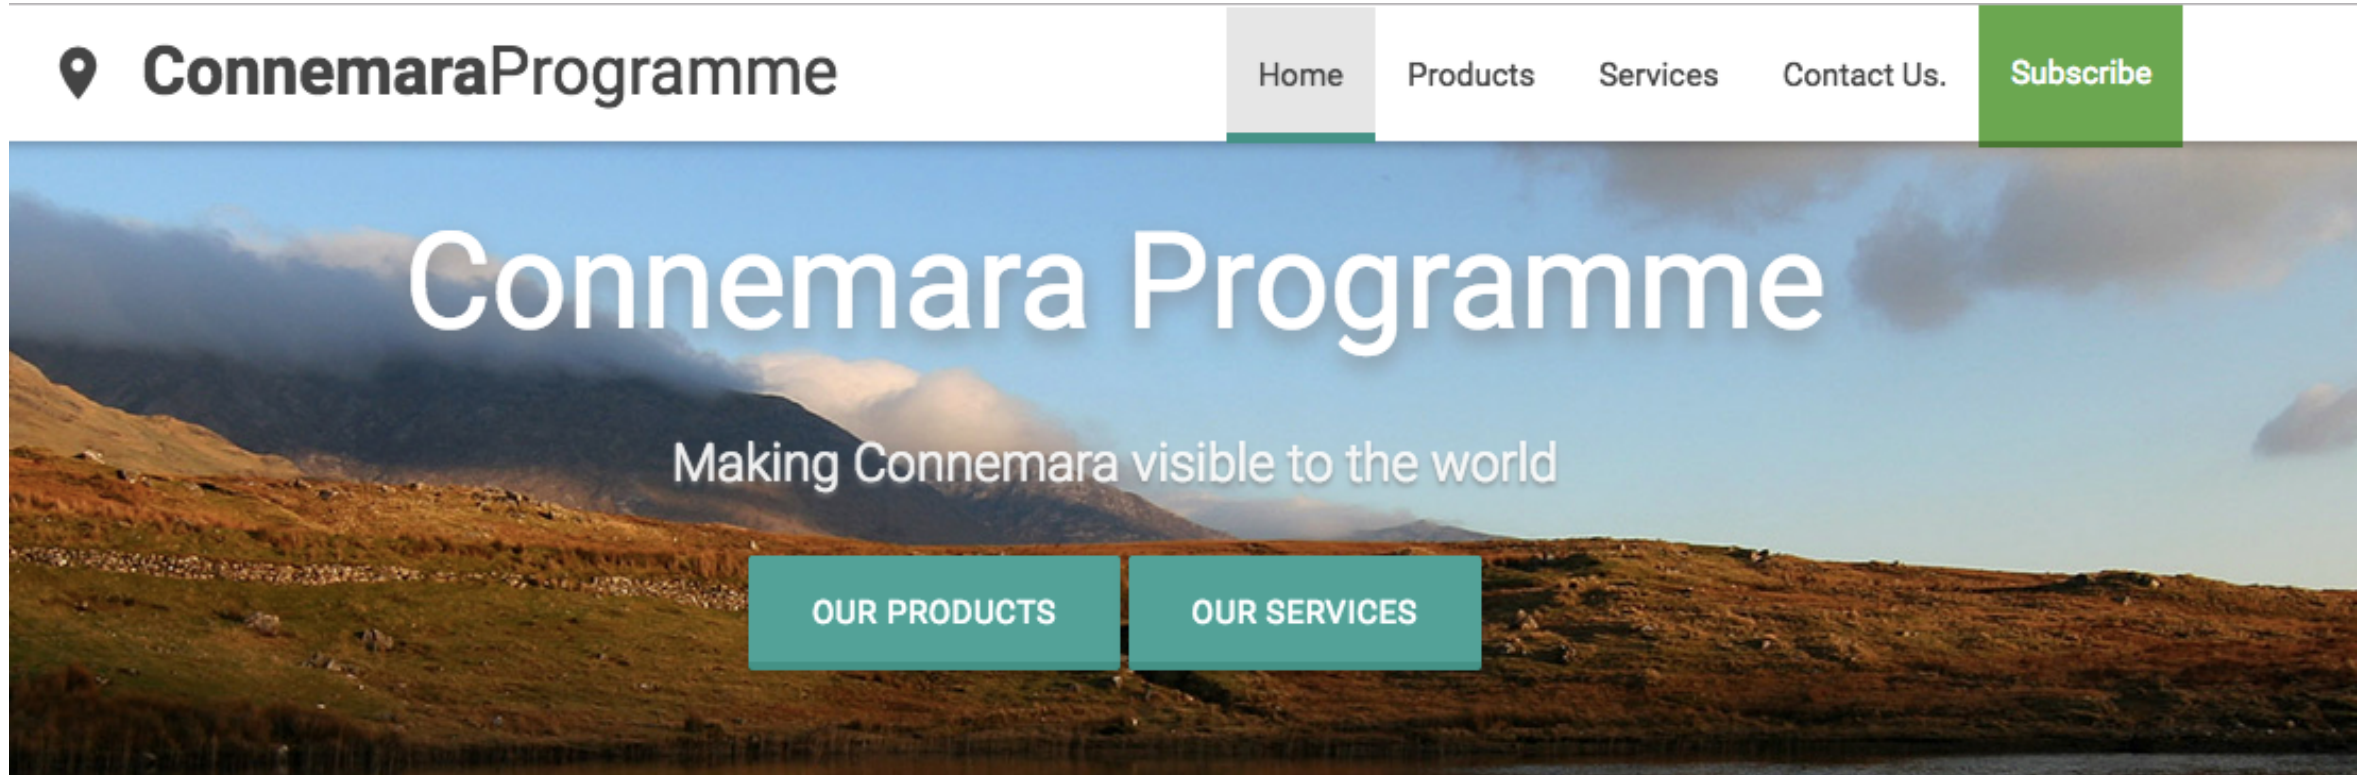 ConnemaraProgramme
Home Products Services Contact Us. Subscribe
Connemara Programme
Making Connemara visible to the world
OUR PRODUCTS OUR SERVICES